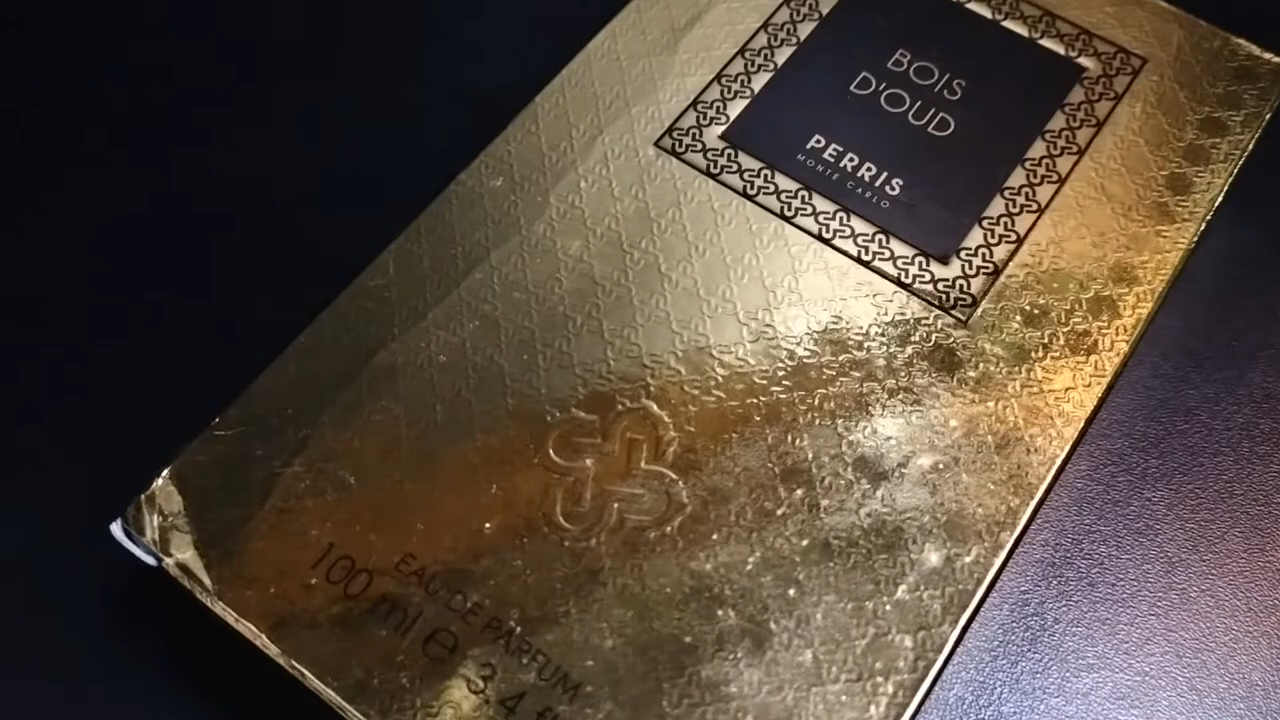 BOIS
D'OUD
PERRIS
MONTE CARLO
EAU DE PARFUM
100 ml e 3.4